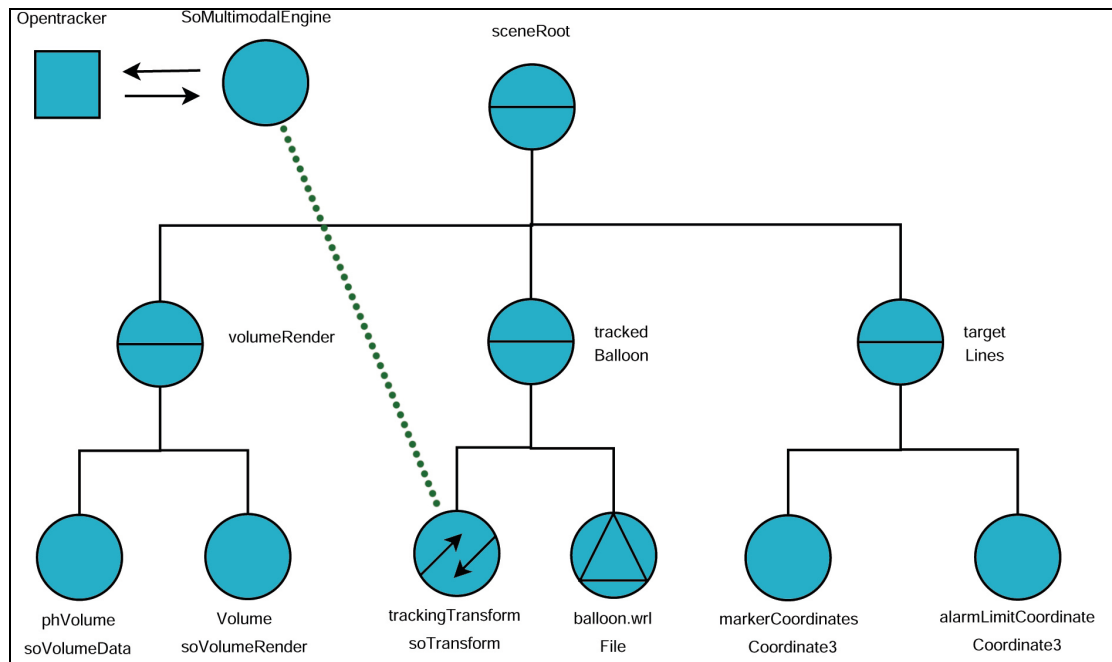 Opentracker
SoMultimodalEngine
sceneRoot
volumeRender
tracked
Balloon
target
Lines
phVolume
soVolumeData
Volume
soVolumeRender
trackingTransform
soTransform
balloon.wrl
File
markerCoordinates
Coordinate3
alarmLimitCoordinate
Coordinate3